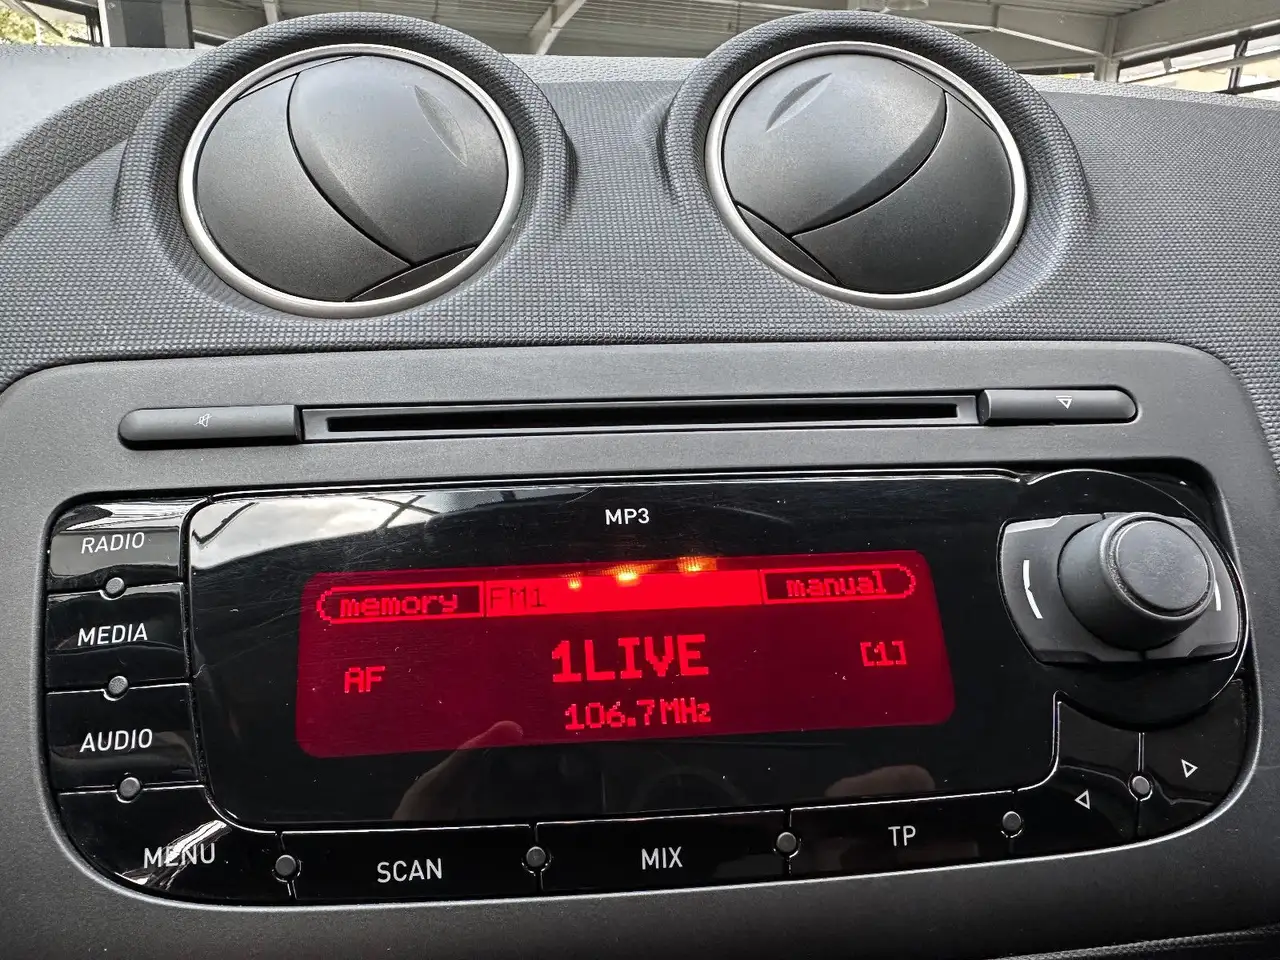 MP3
RADIO
MEDIA
AUDIO
MENU
memory FM1 manual
1LIVE
AF [1]
106.7MHz
SCAN MIX TP